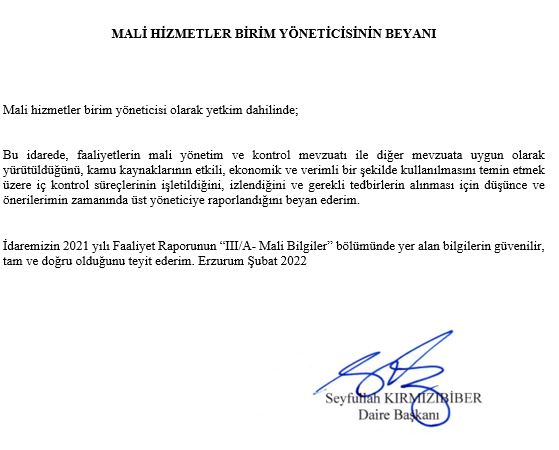 MALİ HİZMETLER BİRİM YÖNETİCİSİNİN BEYANI
Mali hizmetler birim yöneticisi olarak yetkim dahilinde;
Bu idarede, faaliyetlerin mali yönetim ve kontrol mevzuatı ile diğer mevzuata uygun olarak
yürütüldüğünü, kamu kaynaklarının etkili, ekonomik ve verimli bir şekilde kullanılmasını temin etmek
üzere iç kontrol süreçlerinin işletildiğini, izlendiğini ve gerekli tedbirlerin alınması için düşünce ve
önerilerimin zamanında üst yöneticiye raporlandığını beyan ederim.
İdaremizin 2021 yılı Faaliyet Raporunun “III/A- Mali Bilgiler” bölümünde yer alan bilgilerin güvenilir,
tam ve doğru olduğunu teyit ederim. Erzurum Şubat 2022
Seyfullah KIRMIZIBİBER
Daire Başkanı